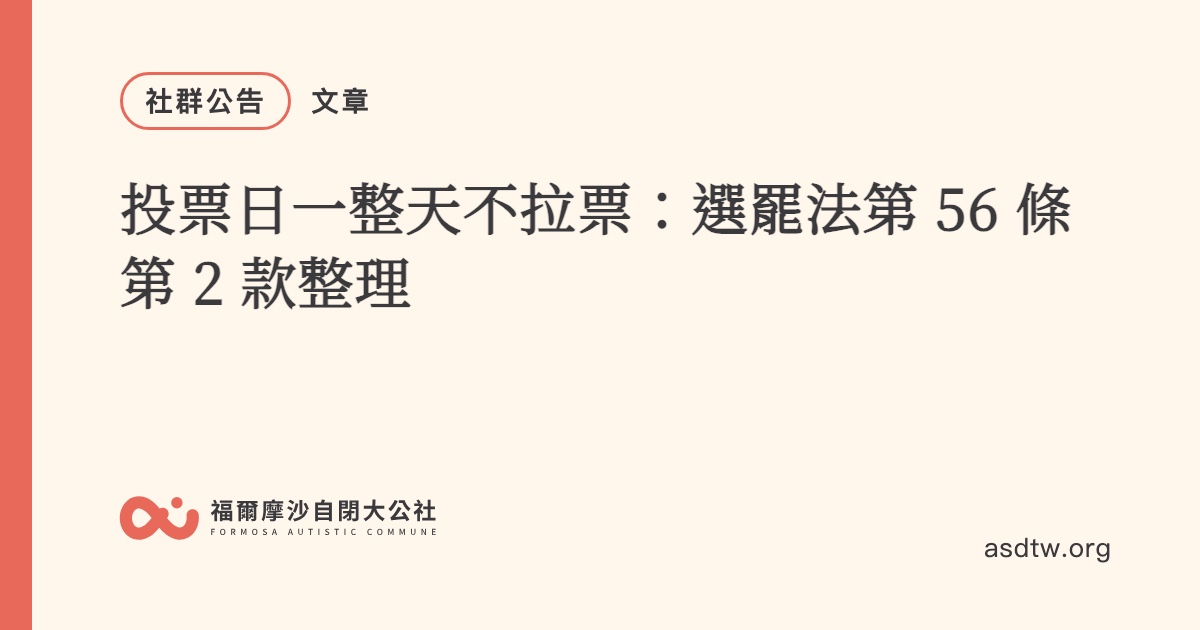 社群公告 文章
投票日一整天不拉票：選罷法第 56 條
第 2 款整理
福爾摩沙自閉大公社
FORMOSA AUTISTIC COMMUNE
asdtw.org